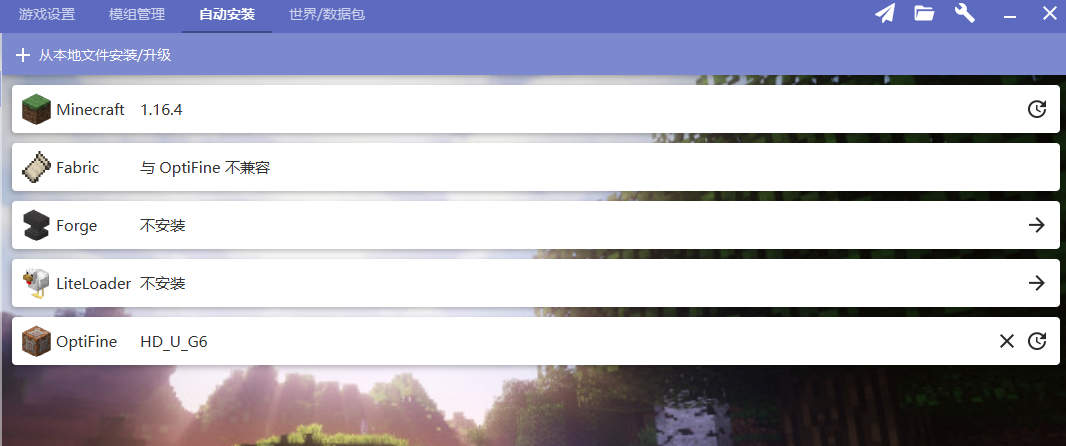 游戏设置 模组管理 自动安装 世界/数据包
从本地文件安装/升级
Minecraft 1.16.4
Fabric 与 OptiFine 不兼容
Forge 不安装
LiteLoader 不安装
OptiFine HD_U_G6